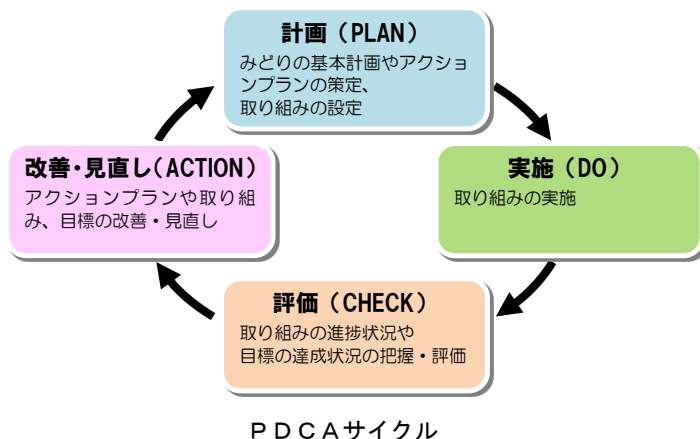 計画（PLAN）
みどりの基本計画やアクショ
ンプランの策定、
取り組みの設定
改善・見直し（ACTION）
アクションプランや取り組
み、目標の改善・見直し
実施（DO）
取り組みの実施
評価（CHECK）
取り組みの進捗状況や
目標の達成状況の把握・評価
ＰＤＣＡサイクル